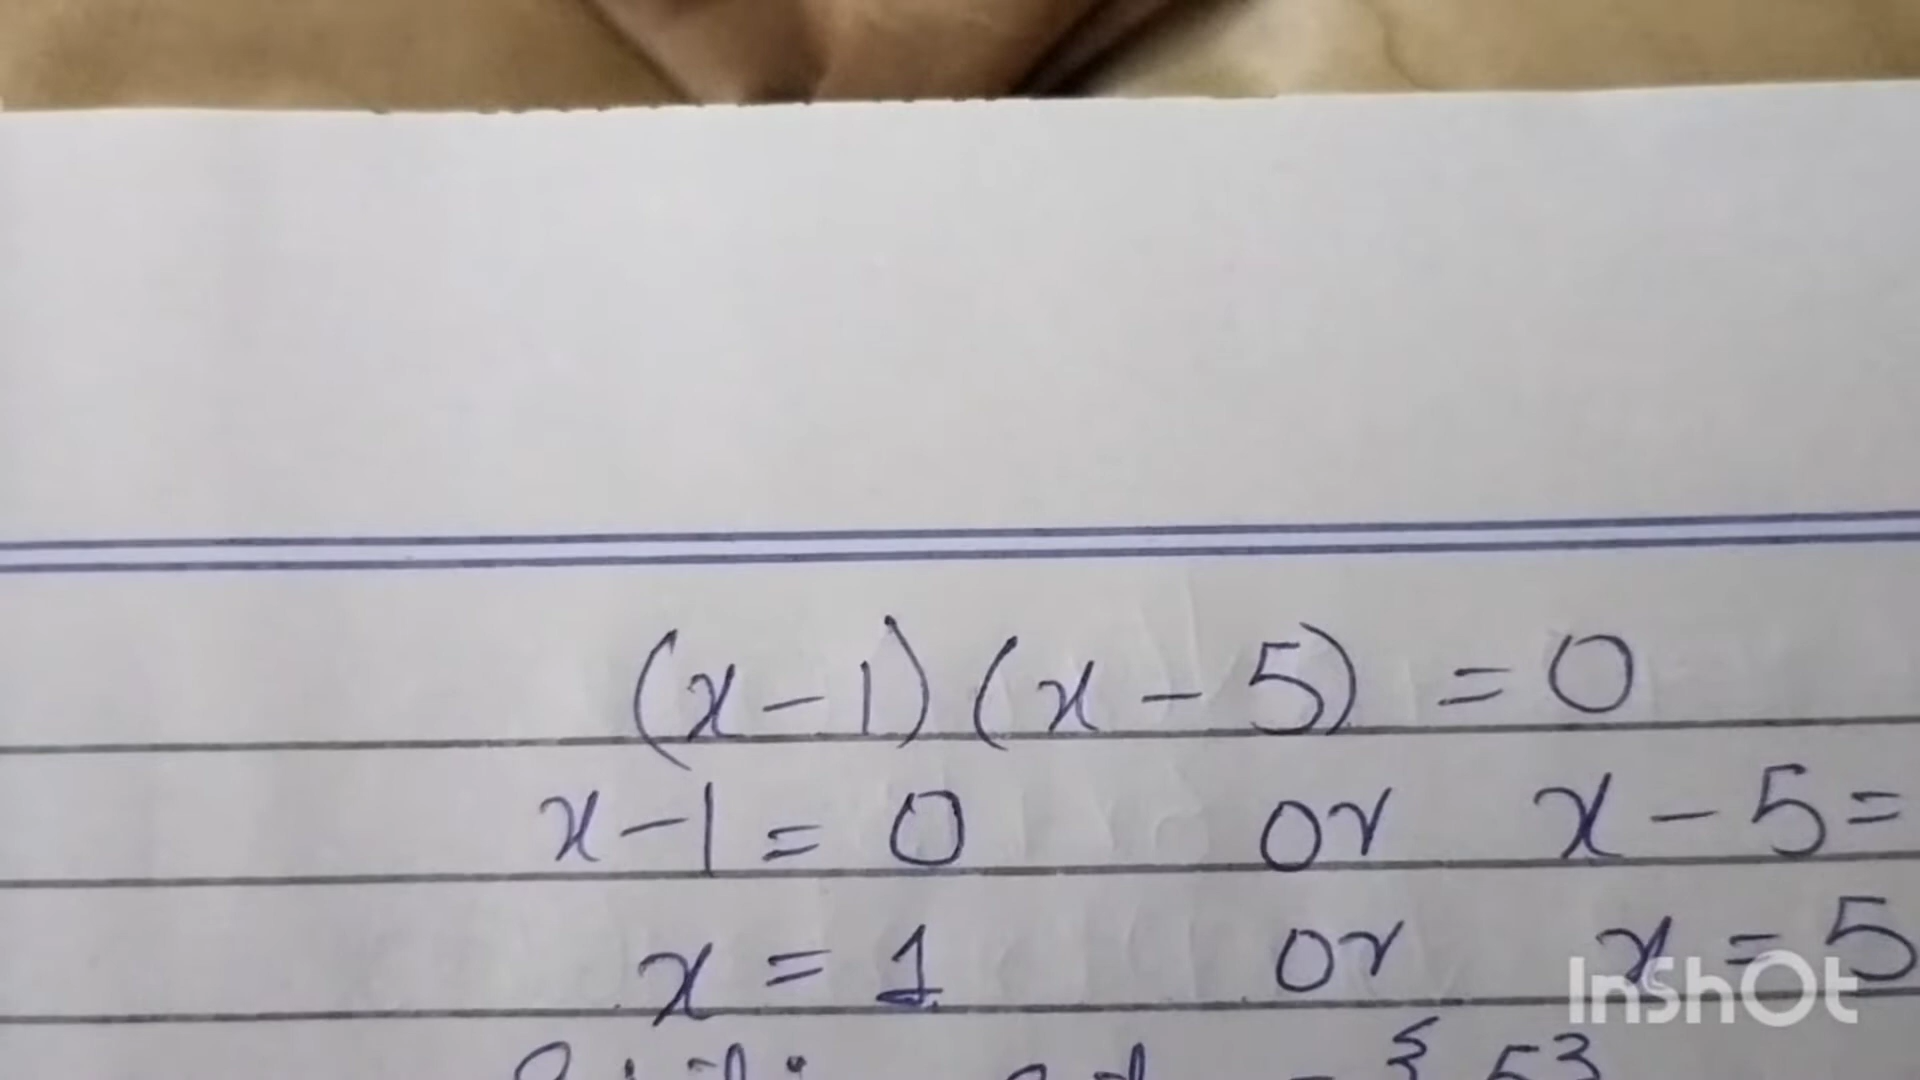 (x-1)(x-5) = 0
x-1=0 or x-5=
x = 1 or x = 5
InShOt